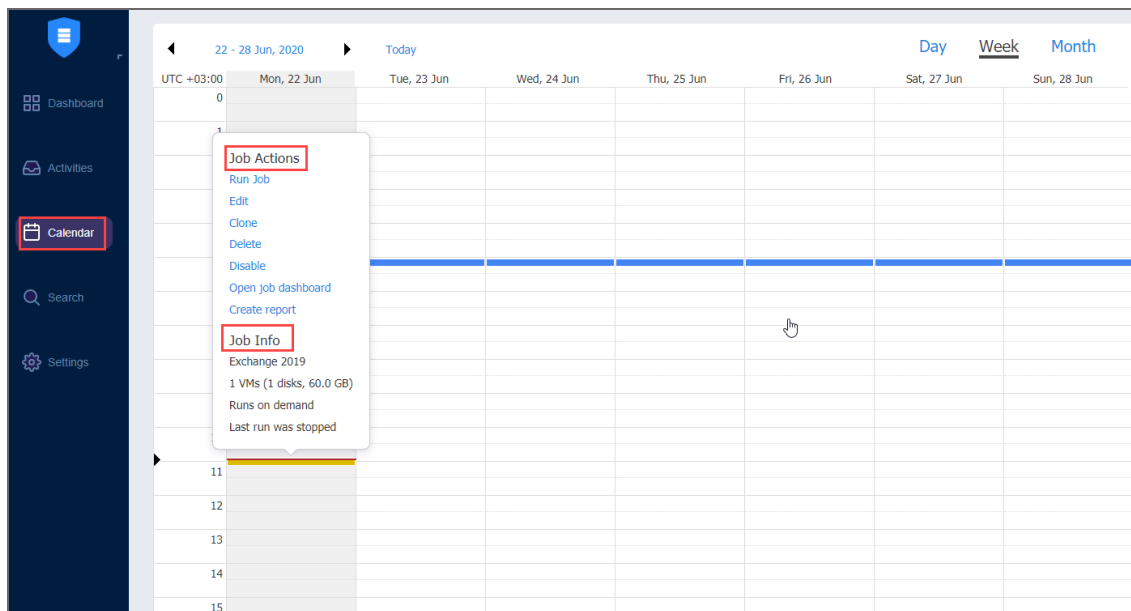 22 - 28 Jun, 2020 Today Day Week Month
UTC +03:00 Mon, 22 Jun Tue, 23 Jun Wed, 24 Jun Thu, 25 Jun Fri, 26 Jun Sat, 27 Jun Sun, 28 Jun
Dashboard
Activities
Calendar
Search
Settings
0
1
Job Actions
Run Job
Edit
Clone
Delete
Disable
Open job dashboard
Create report
Job Info
Exchange 2019
1 VMs (1 disks, 60.0 GB)
Runs on demand
Last run was stopped
11
12
13
14
15